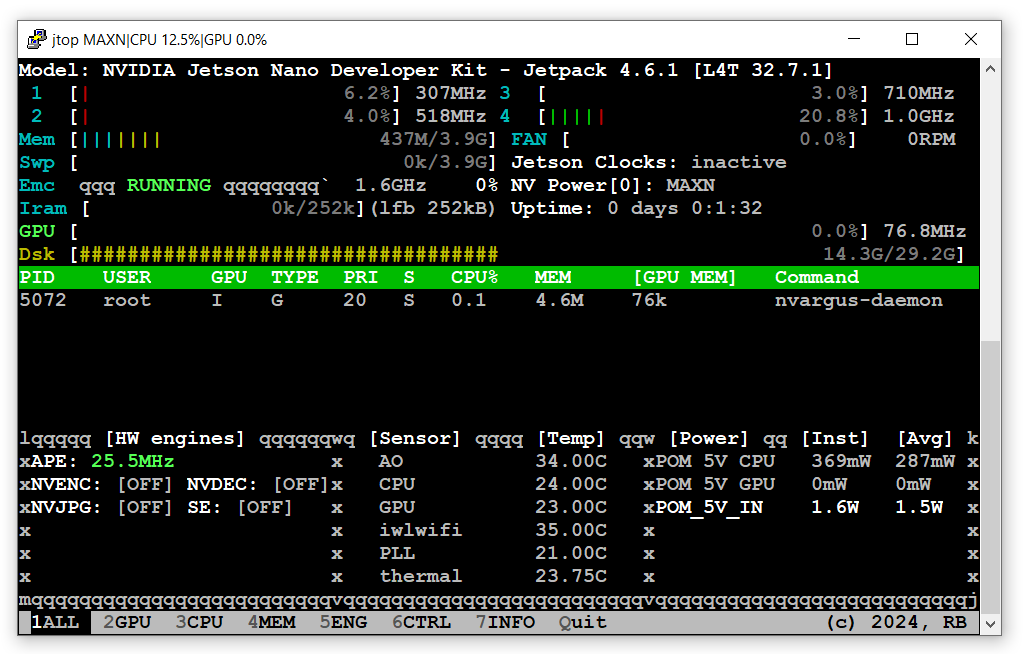 jtop MAXN|CPU 12.5%|GPU 0.0%
Model: NVIDIA Jetson Nano Developer Kit - Jetpack 4.6.1 [L4T 32.7.1]
1 [| 6.2%] 307MHz 3 [ 3.0%] 710MHz
2 [| 4.0%] 518MHz 4 [||||| 20.8%] 1.0GHz
Mem [||||||| 437M/3.9G] FAN [ 0.0%] 0RPM
Swp [ 0k/3.9G] Jetson Clocks: inactive
Emc qqq RUNNING qqqqqqqq` 1.6GHz 0% NV Power[0]: MAXN
Iram [ 0k/252k](lfb 252kB) Uptime: 0 days 0:1:32
GPU [ 0.0%] 76.8MHz
Dsk [################################### 14.3G/29.2G]
PID USER GPU TYPE PRI S CPU% MEM [GPU MEM] Command
5072 root I G 20 S 0.1 4.6M 76k nvargus-daemon
lqqqqq [HW engines] qqqqqqwq [Sensor] qqqq [Temp] qqw [Power] qq [Inst] [Avg] k
xAPE: 25.5MHz x AO 34.00C xPOM 5V CPU 369mW 287mW x
xNVENC: [OFF] NVDEC: [OFF]x CPU 24.00C xPOM 5V GPU 0mW 0mW x
xNVJPG: [OFF] SE: [OFF] x GPU 23.00C xPOM_5V_IN 1.6W 1.5W x
x x iwlwifi 35.00C x x
x x PLL 21.00C x x
x x thermal 23.75C x x
mqqqqqqqqqqqqqqqqqqqqqqqqqvqqqqqqqqqqqqqqqqqqqqqqqqqvqqqqqqqqqqqqqqqqqqqqqqqqqqj
1ALL 2GPU 3CPU 4MEM 5ENG 6CTRL 7INFO Quit (c) 2024, RB